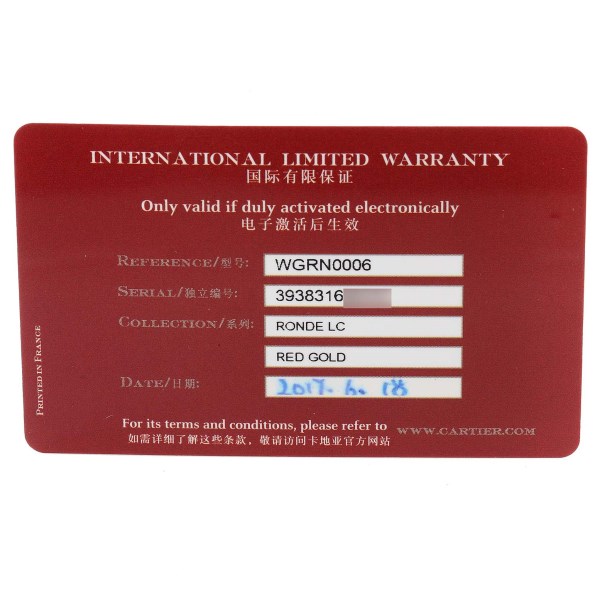 INTERNATIONAL LIMITED WARRANTY
国际有限保证
Only valid if duly activated electronically
电子激活后生效
REFERENCE/型号: WGRN0006
SERIAL/独立编号: 3938316
COLLECTION/系列: RONDE LC
RED GOLD
DATE/日期: 2017. 6. 18
For its terms and conditions, please refer to WWW.CARTIER.COM
如需详细了解这些条款，敬请访问卡地亚官方网站
PRINTED IN FRANCE